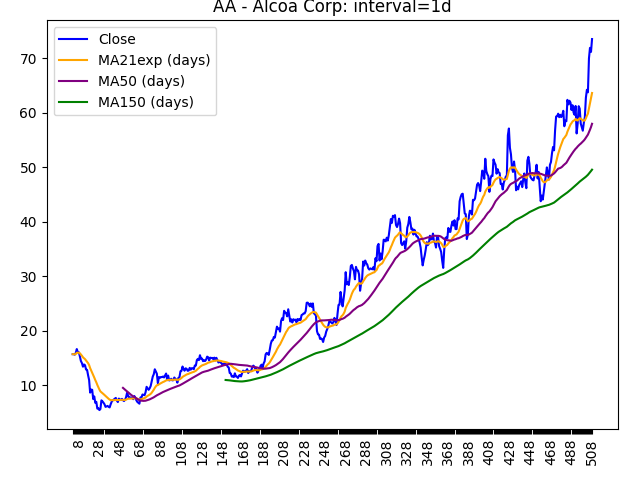 AA - Alcoa Corp: interval=1d
Close
MA21exp (days)
MA50 (days)
MA150 (days)
70
60
50
40
30
20
10
8 28 48 68 88 108 128 148 168 188 208 228 248 268 288 308 328 348 368 388 408 428 448 468 488 508